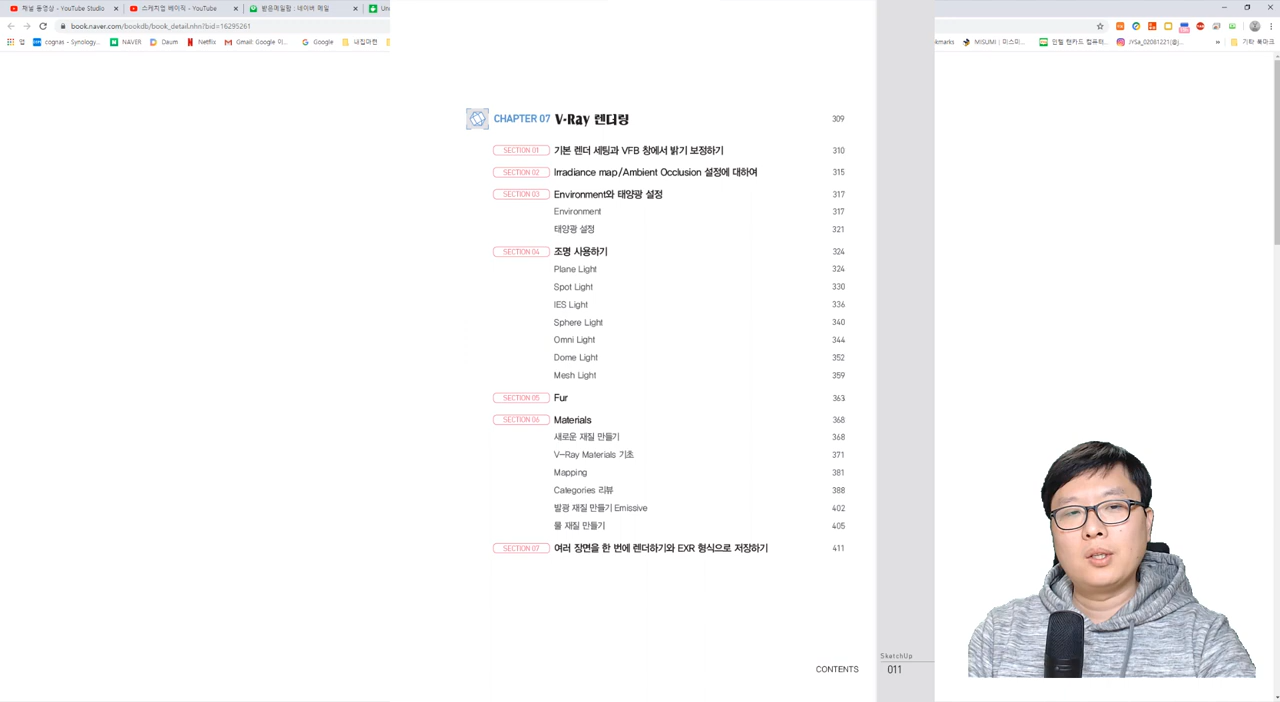 채널 동영상 - YouTube Studio
스케치업 베이직 - YouTube
받은메일함 : 네이버 메일
book.naver.com/bookdb/book_detail.nhn?bid=16295261
앱
cognas - Synology...
NAVER
Daum
Netflix
Gmail: Google 이...
Google
내집마련
MISUMI | 미스미...
인텔 랜카드 컴퓨터...
기타 북마크
CHAPTER 07 V-Ray 렌더링 309
SECTION 01 기본 렌더 세팅과 VFB 창에서 밝기 보정하기 310
SECTION 02 Irradiance map/Ambient Occlusion 설정에 대하여 315
SECTION 03 Environment와 태양광 설정 317
Environment 317
태양광 설정 321
SECTION 04 조명 사용하기 324
Plane Light 324
Spot Light 330
IES Light 336
Sphere Light 340
Omni Light 344
Dome Light 352
Mesh Light 359
SECTION 05 Fur 363
SECTION 06 Materials 368
새로운 재질 만들기 368
V-Ray Materials 기초 371
Mapping 381
Categories 리뷰 388
발광 재질 만들기 Emissive 402
물 재질 만들기 405
SECTION 07 여러 장면을 한 번에 렌더하기와 EXR 형식으로 저장하기 411
SketchUp
CONTENTS 011